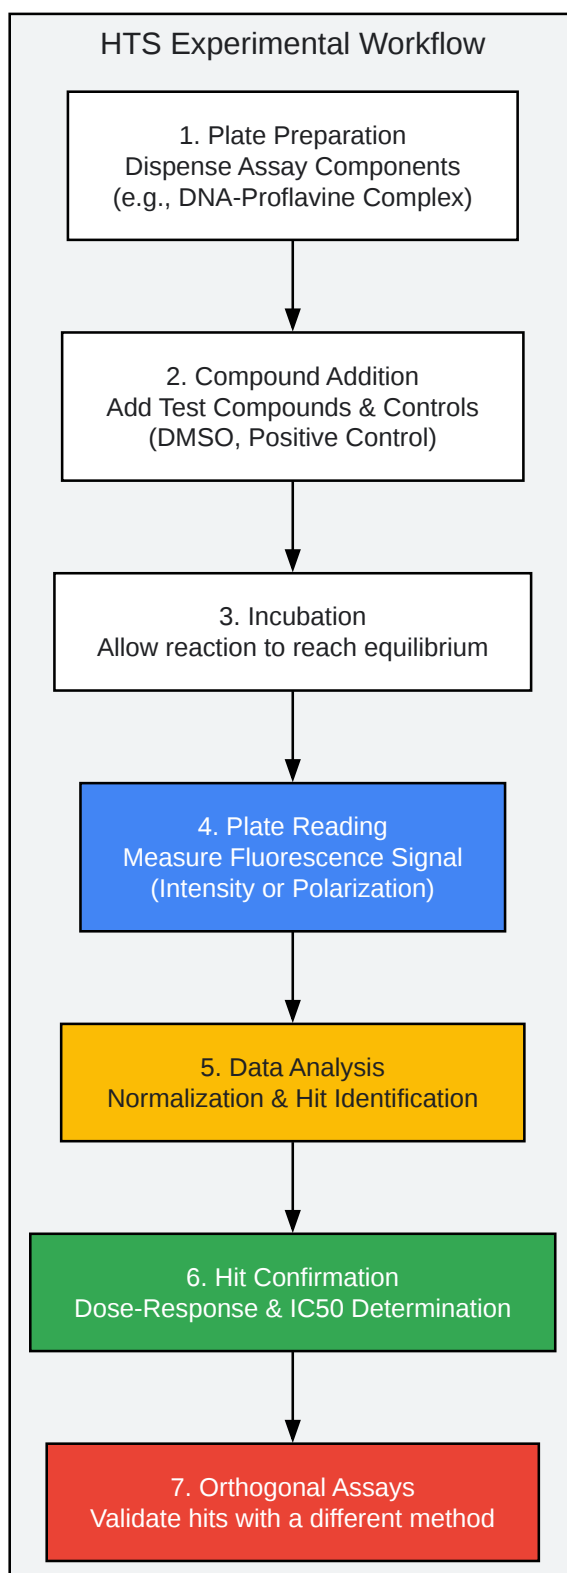 HTS Experimental Workflow
1. Plate Preparation
Dispense Assay Components
(e.g., DNA-Proflavine Complex)
2. Compound Addition
Add Test Compounds & Controls
(DMSO, Positive Control)
3. Incubation
Allow reaction to reach equilibrium
4. Plate Reading
Measure Fluorescence Signal
(Intensity or Polarization)
5. Data Analysis
Normalization & Hit Identification
6. Hit Confirmation
Dose-Response & IC50 Determination
7. Orthogonal Assays
Validate hits with a different method